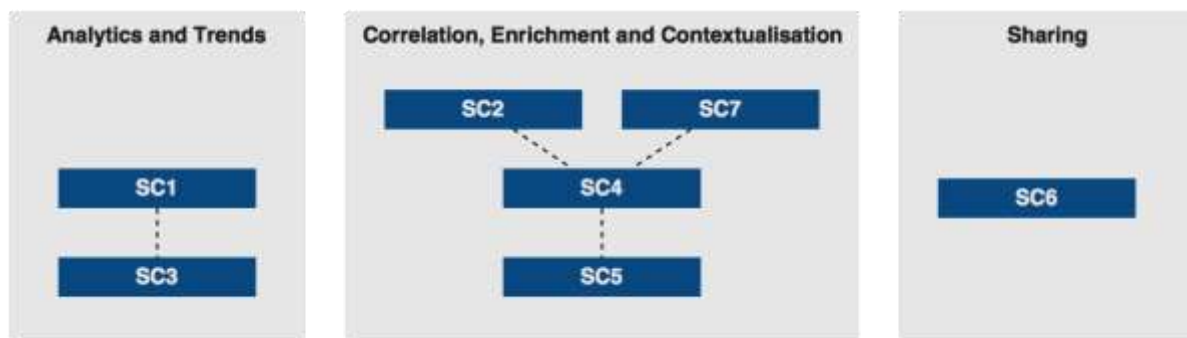 Analytics and Trends
SC1
SC3
Correlation, Enrichment and Contextualisation
SC2
SC7
SC4
SC5
Sharing
SC6